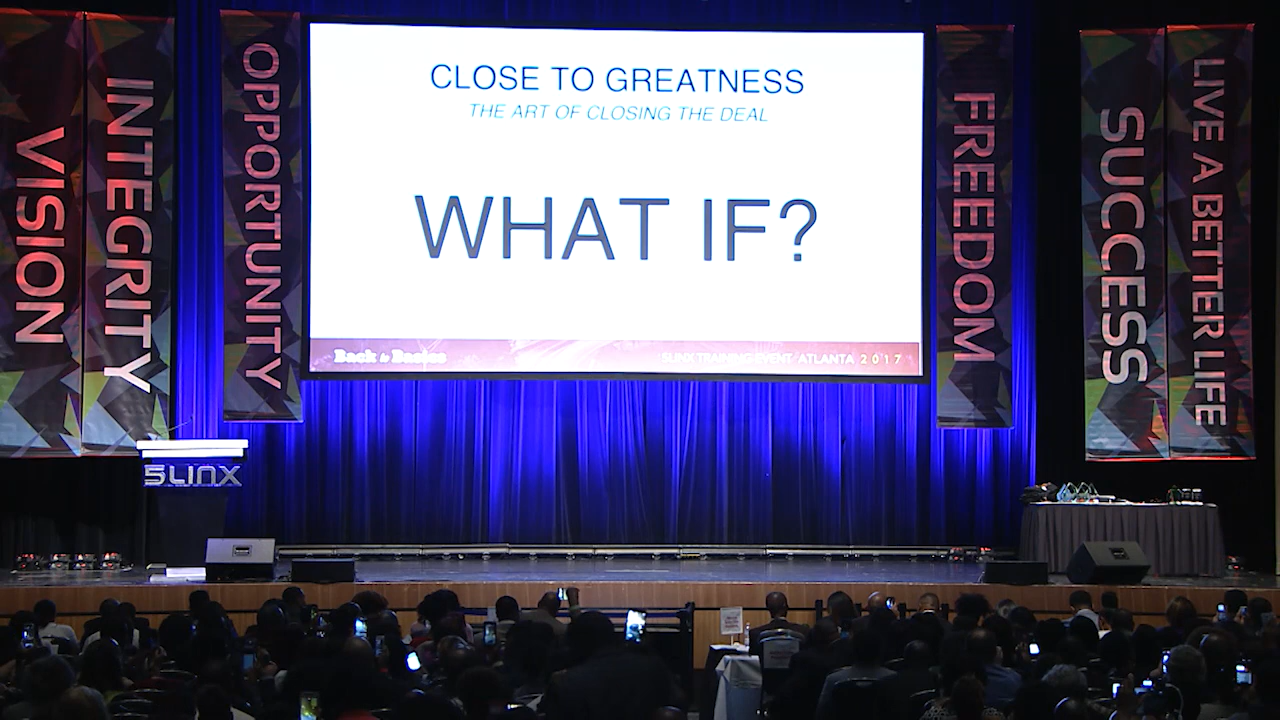 VISION
INTEGRITY
OPPORTUNITY
CLOSE TO GREATNESS
THE ART OF CLOSING THE DEAL
WHAT IF?
Back to Basics
5LINX TRAINING EVENT ATLANTA 2017
FREEDOM
SUCCESS
LIVE A BETTER LIFE
5LINX